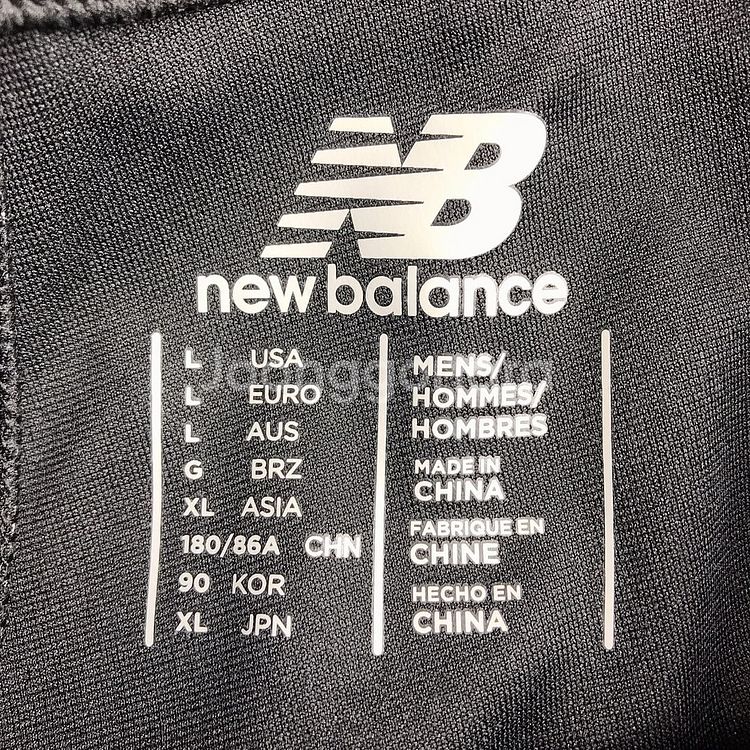 NB
new balance
L USA
L EURO
L AUS
G BRZ
XL ASIA
180/86A CHN
90 KOR
XL JPN
MENS/
HOMMES/
HOMBRES
MADE IN
CHINA
FABRIQUE EN
CHINE
HECHO EN
CHINA